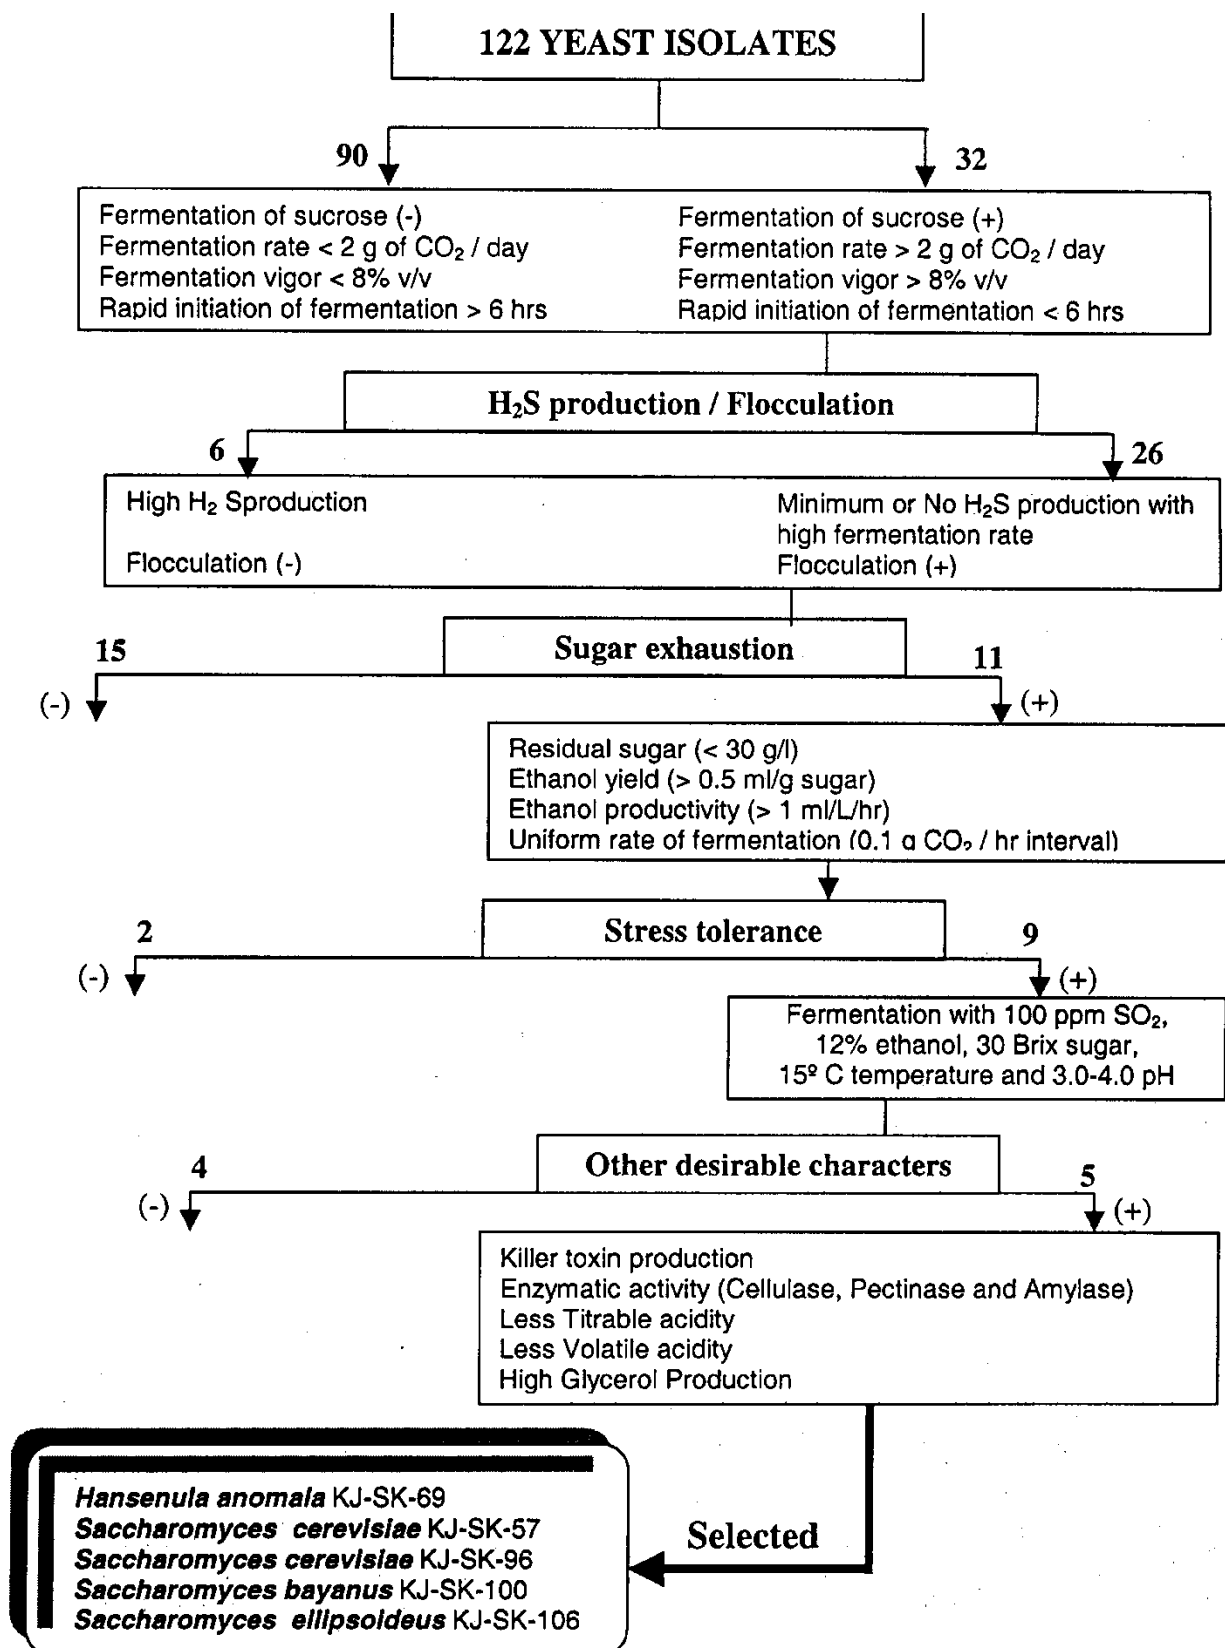 122 YEAST ISOLATES
90
32
Fermentation of sucrose (-)
Fermentation rate < 2 g of CO₂ / day
Fermentation vigor < 8% v/v
Rapid initiation of fermentation > 6 hrs
Fermentation of sucrose (+)
Fermentation rate > 2 g of CO₂ / day
Fermentation vigor > 8% v/v
Rapid initiation of fermentation < 6 hrs
H₂S production / Flocculation
6
26
High H₂ Sproduction
Flocculation (-)
Minimum or No H₂S production with
high fermentation rate
Flocculation (+)
Sugar exhaustion
15
11
(-)
(+)
Residual sugar (< 30 g/l)
Ethanol yield (> 0.5 ml/g sugar)
Ethanol productivity (> 1 ml/L/hr)
Uniform rate of fermentation (0.1 g CO₂ / hr interval)
Stress tolerance
2
9
(-)
(+)
Fermentation with 100 ppm SO₂,
12% ethanol, 30 Brix sugar,
15º C temperature and 3.0-4.0 pH
Other desirable characters
4
5
(-)
(+)
Killer toxin production
Enzymatic activity (Cellulase, Pectinase and Amylase)
Less Titrable acidity
Less Volatile acidity
High Glycerol Production
Selected
Hansenula anomala KJ-SK-69
Saccharomyces cerevisiae KJ-SK-57
Saccharomyces cerevisiae KJ-SK-96
Saccharomyces bayanus KJ-SK-100
Saccharomyces ellipsoideus KJ-SK-106